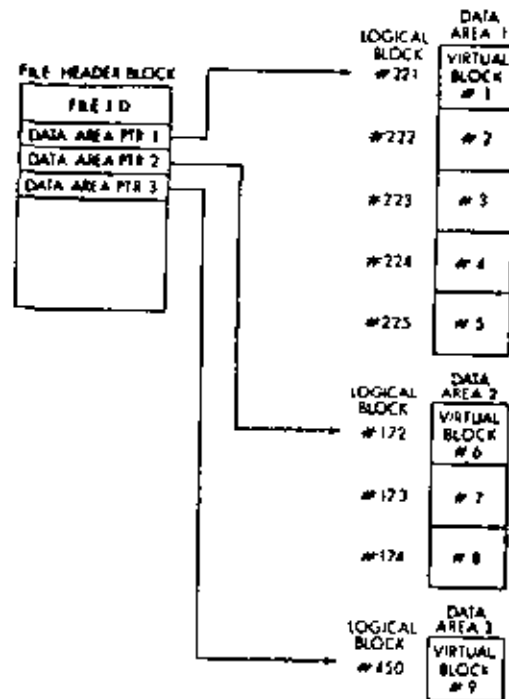 FILE HEADER BLOCK
FILE I D
DATA AREA PTR 1
DATA AREA PTR 2
DATA AREA PTR 3
LOGICAL
BLOCK
#221
DATA
AREA 1
VIRTUAL
BLOCK
# 1
#222
# 2
#223
# 3
#224
# 4
#225
# 5
LOGICAL
BLOCK
#172
DATA
AREA 2
VIRTUAL
BLOCK
# 6
#173
# 7
#174
# 8
LOGICAL
BLOCK
#450
DATA
AREA 3
VIRTUAL
BLOCK
# 9